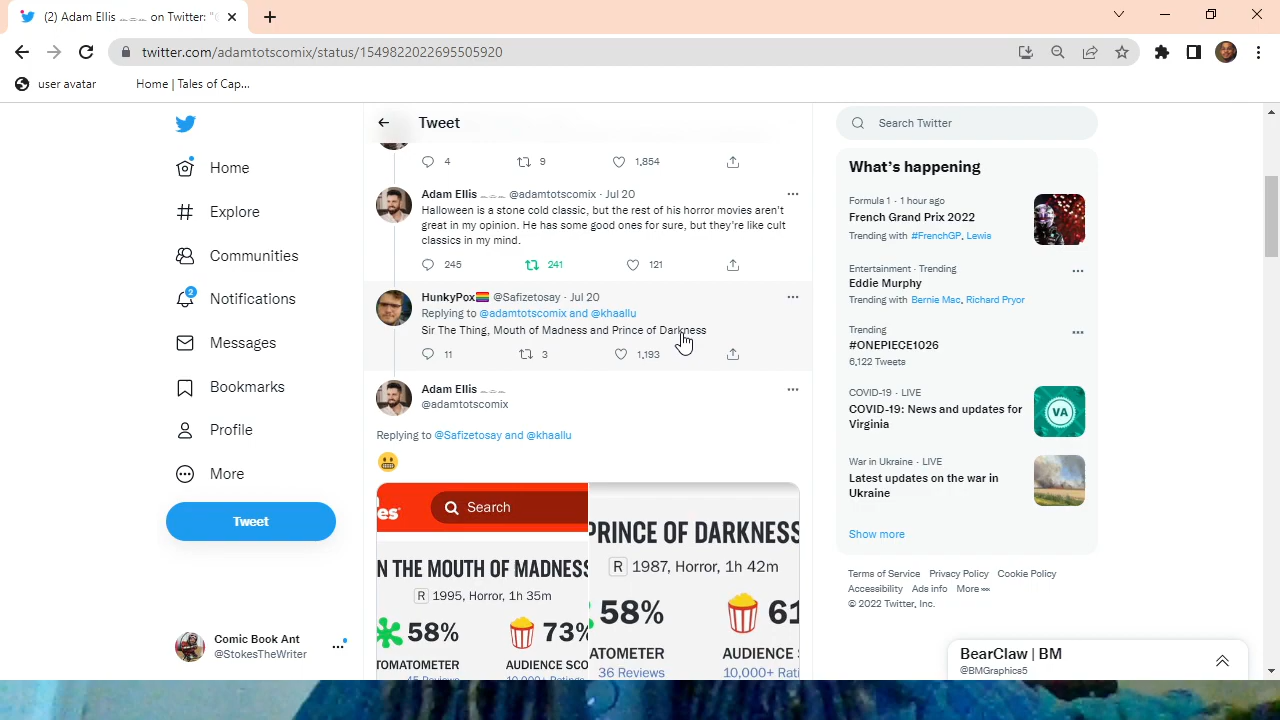 (2) Adam Ellis on Twitter: "G
twitter.com/adamtotscomix/status/1549822022695505920
user avatar
Home | Tales of Cap...
Tweet
Search Twitter
Home
Explore
Communities
2
Notifications
Messages
Bookmarks
Profile
More
Tweet
Comic Book Ant
@StokesTheWriter
4
9
1,854
Adam Ellis @adamtotscomix · Jul 20
Halloween is a stone cold classic, but the rest of his horror movies aren't
great in my opinion. He has some good ones for sure, but they're like cult
classics in my mind.
245
241
121
HunkyPox @Safizetosay · Jul 20
Replying to @adamtotscomix and @khaallu
Sir The Thing, Mouth of Madness and Prince of Darkness
11
3
1,193
Adam Ellis
@adamtotscomix
Replying to @Safizetosay and @khaallu
es
Search
N THE MOUTH OF MADNESS
R 1995, Horror, 1h 35m
58%
73%
TOMATOMETER
AUDIENCE SCO
45 Reviews
10,000+ Ratings
PRINCE OF DARKNESS
R 1987, Horror, 1h 42m
58%
61
ATOMETER
AUDIENCE
36 Reviews
10,000+ Rati
What's happening
Formula 1 · 1 hour ago
French Grand Prix 2022
Trending with #FrenchGP, Lewis
Entertainment · Trending
Eddie Murphy
Trending with Bernie Mac, Richard Pryor
Trending
#ONEPIECE1026
6,122 Tweets
COVID-19 · LIVE
COVID-19: News and updates for
Virginia
VA
War in Ukraine · LIVE
Latest updates on the war in
Ukraine
Show more
Terms of Service Privacy Policy Cookie Policy
Accessibility Ads info More
© 2022 Twitter, Inc.
BearClaw | BM
@BMGraphics5